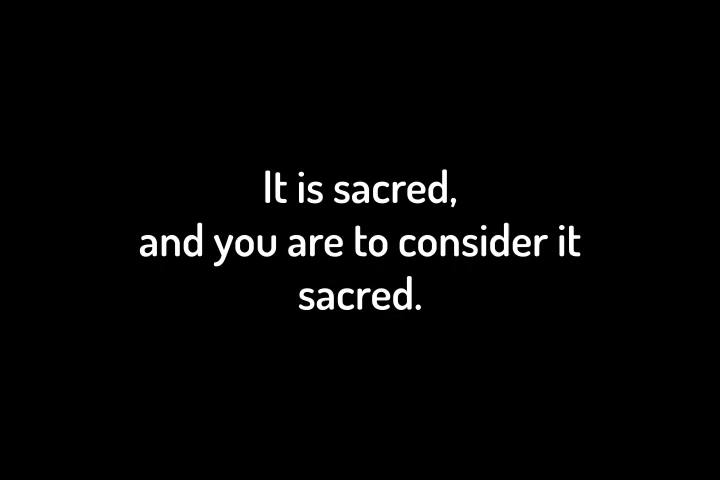 It is sacred,
and you are to consider it
sacred.